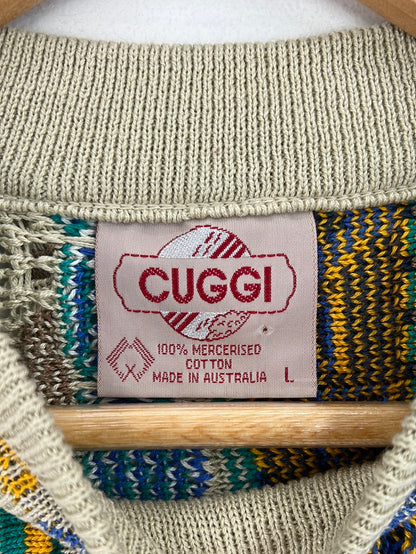 CUGGI
100% MERCERISED
COTTON
MADE IN AUSTRALIA L